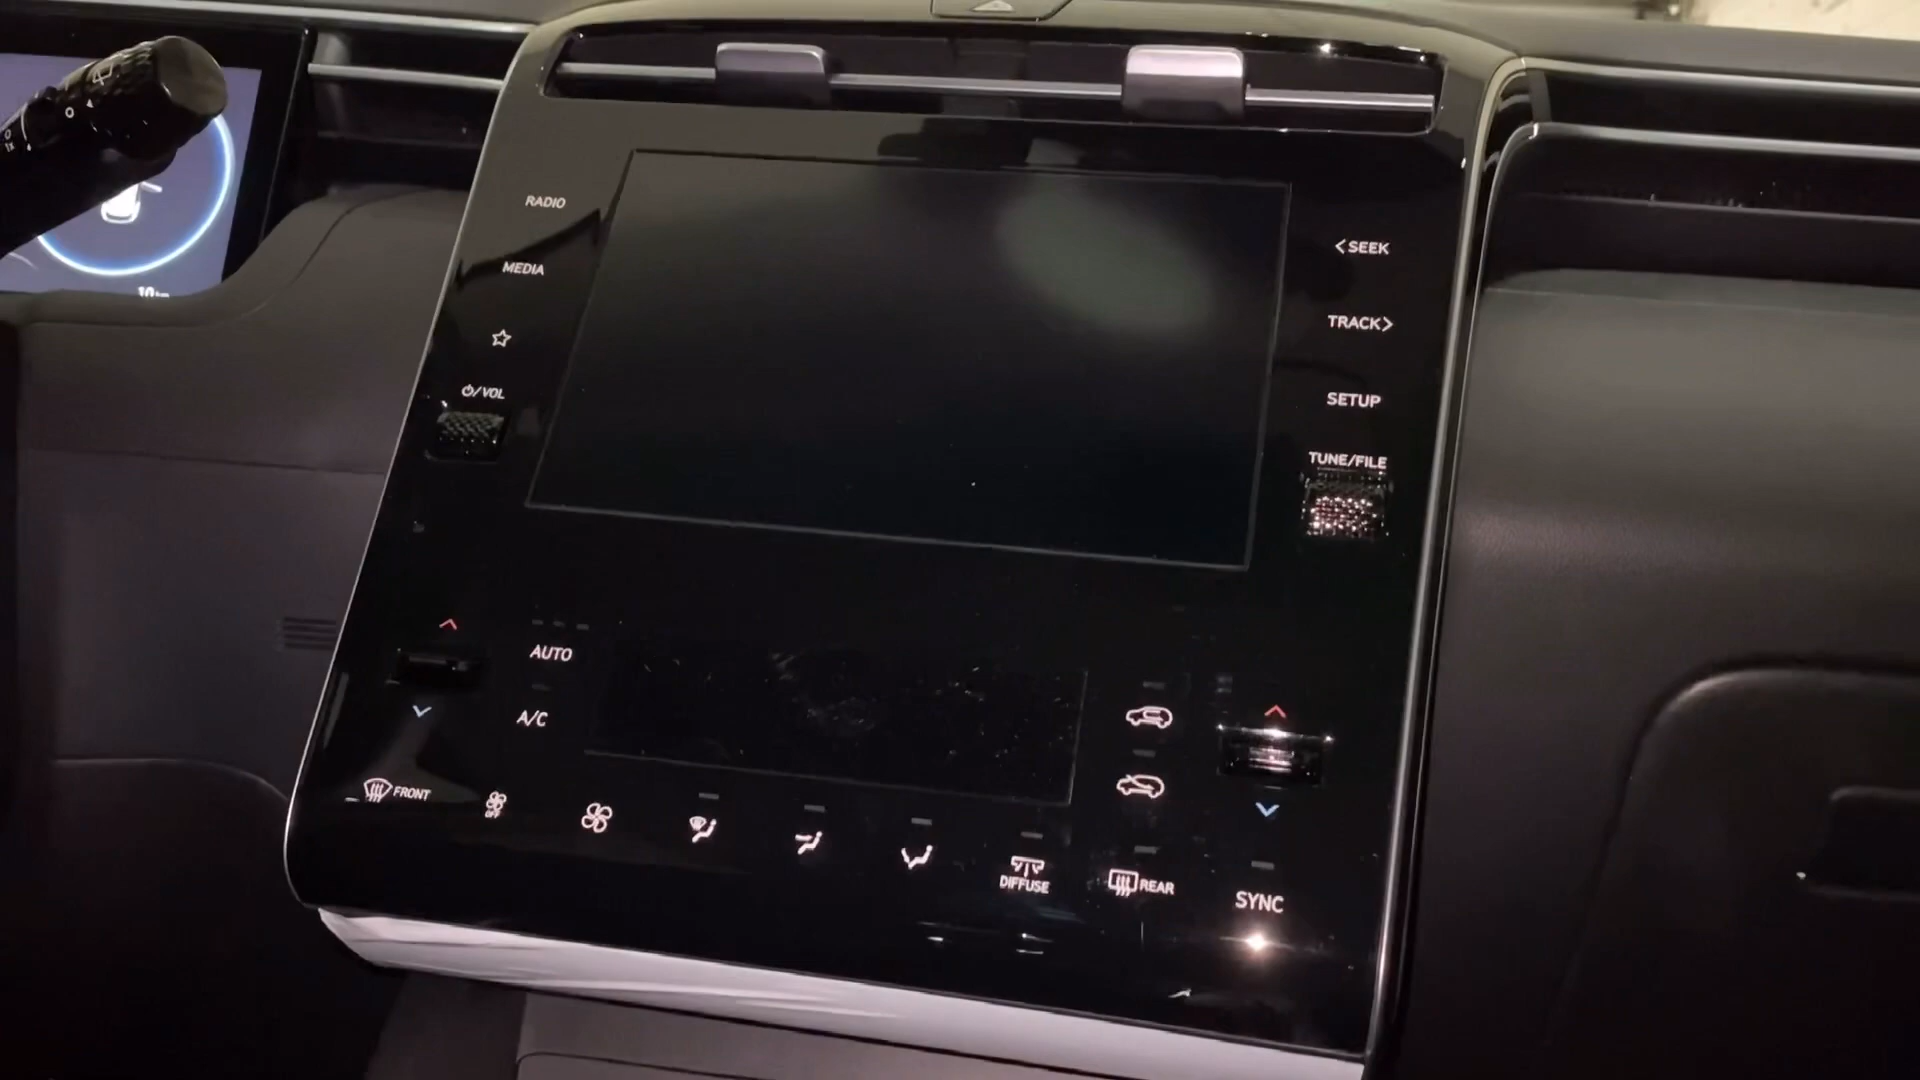 RADIO
MEDIA
/VOL
<SEEK
TRACK>
SETUP
TUNE/FILE
AUTO
A/C
FRONT
OFF
DIFFUSE
REAR
SYNC